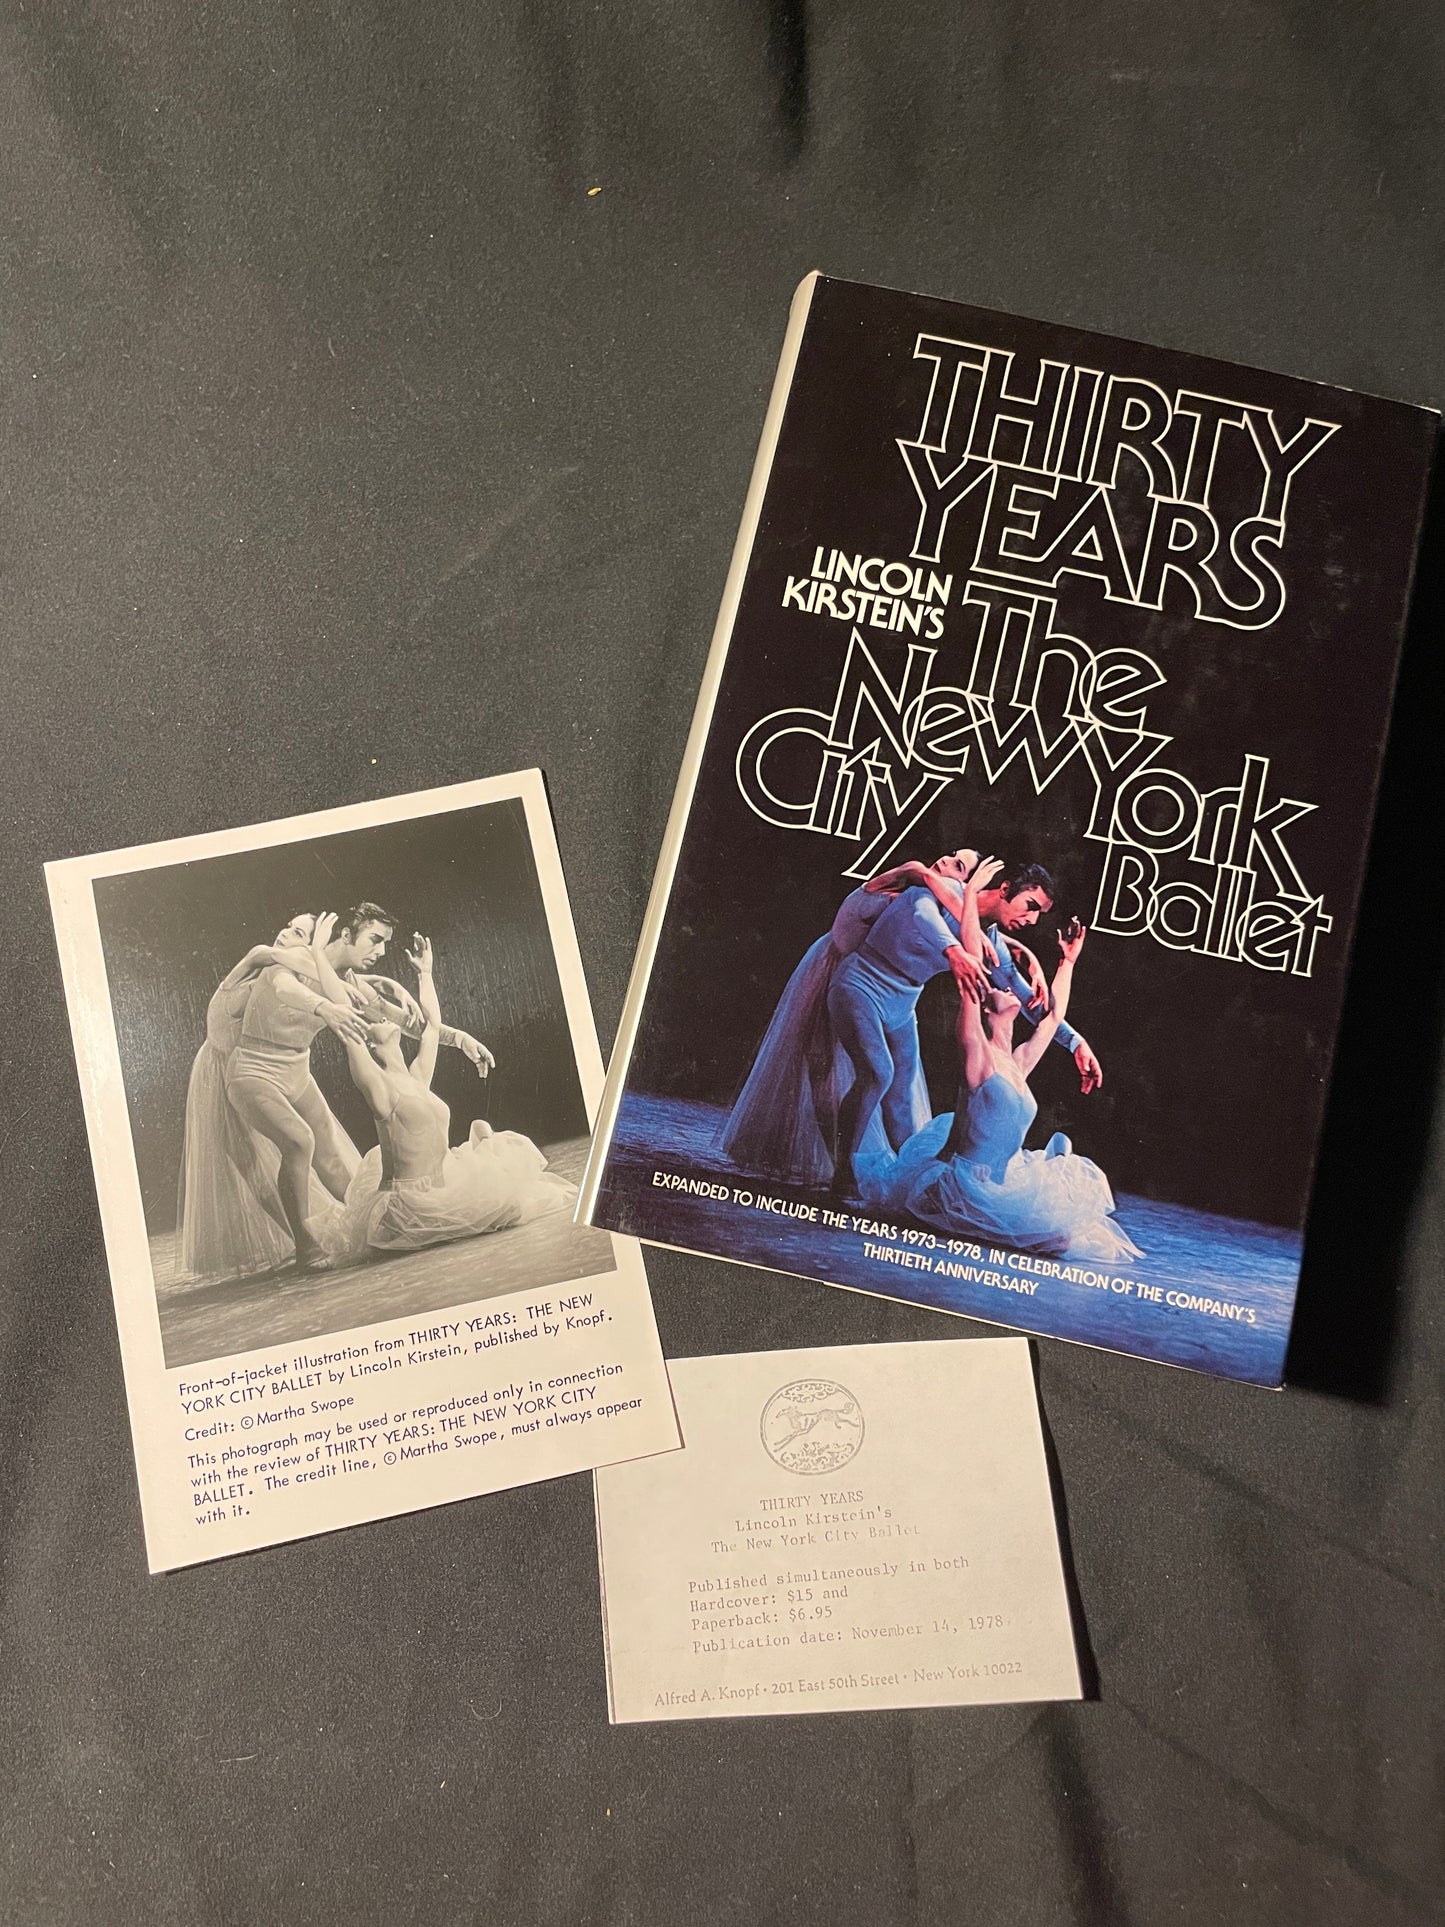 THIRTY
YEARS
LINCOLN
KIRSTEIN'S
The
New York
City
Ballet
EXPANDED TO INCLUDE THE YEARS 1973–1978, IN CELEBRATION OF THE COMPANY'S
THIRTIETH ANNIVERSARY
Front-of-jacket illustration from THIRTY YEARS: THE NEW
YORK CITY BALLET by Lincoln Kirstein, published by Knopf.
Credit: © Martha Swope
This photograph may be used or reproduced only in connection
with the review of THIRTY YEARS: THE NEW YORK CITY
BALLET. The credit line, © Martha Swope, must always appear
with it.
THIRTY YEARS
Lincoln Kirstein's
The New York City Ballet
Published simultaneously in both
Hardcover: $15 and
Paperback: $6.95
Publication date: November 14, 1978.
Alfred A. Knopf • 201 East 50th Street • New York 10022